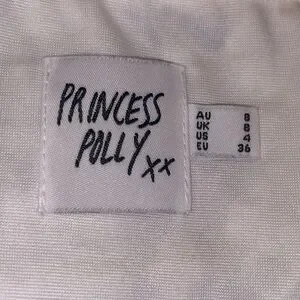 PRINCESS
POLLY xx
AU 8
UK 8
US 4
EU 36